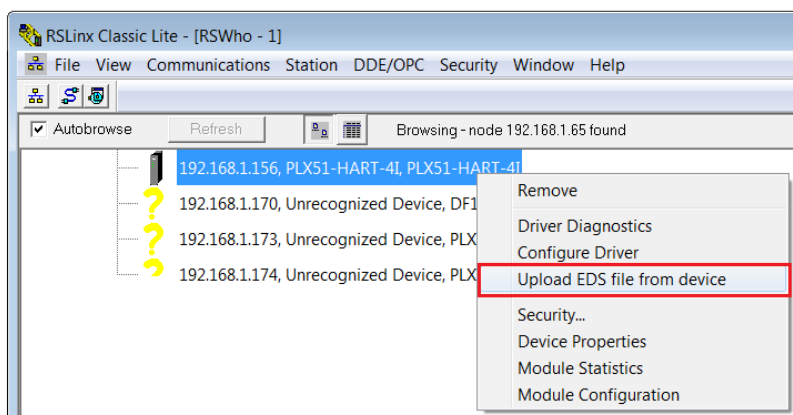 RSLinx Classic Lite - [RSWho - 1]
File View Communications Station DDE/OPC Security Window Help
Autobrowse Refresh Browsing - node 192.168.1.65 found
192.168.1.156, PLX51-HART-4I, PLX51-HART-4I
192.168.1.170, Unrecognized Device, DF1
192.168.1.173, Unrecognized Device, PLX
192.168.1.174, Unrecognized Device, PLX
Remove
Driver Diagnostics
Configure Driver
Upload EDS file from device
Security...
Device Properties
Module Statistics
Module Configuration